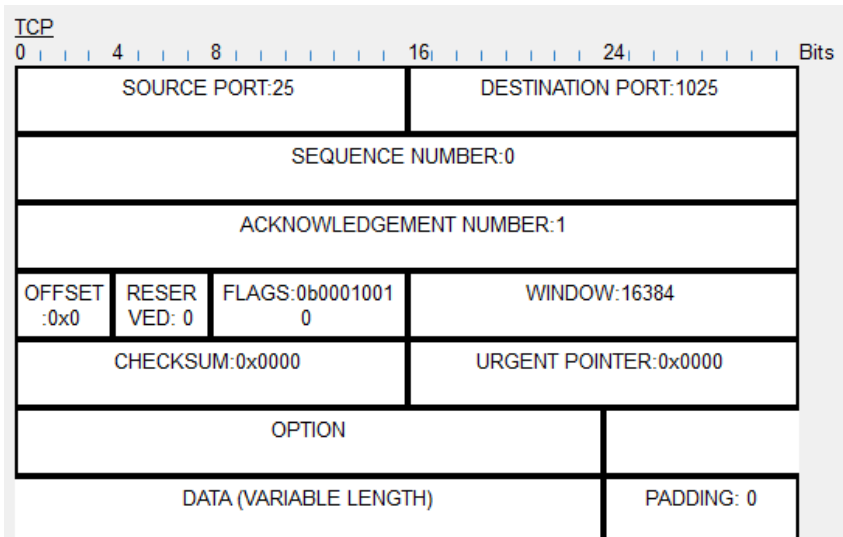 TCP
0 4 8 16 24 Bits
SOURCE PORT:25 DESTINATION PORT:1025
SEQUENCE NUMBER:0
ACKNOWLEDGEMENT NUMBER:1
OFFSET RESER FLAGS:0b0001001 WINDOW:16384
:0x0 VED: 0 0
CHECKSUM:0x0000 URGENT POINTER:0x0000
OPTION
DATA (VARIABLE LENGTH) PADDING: 0